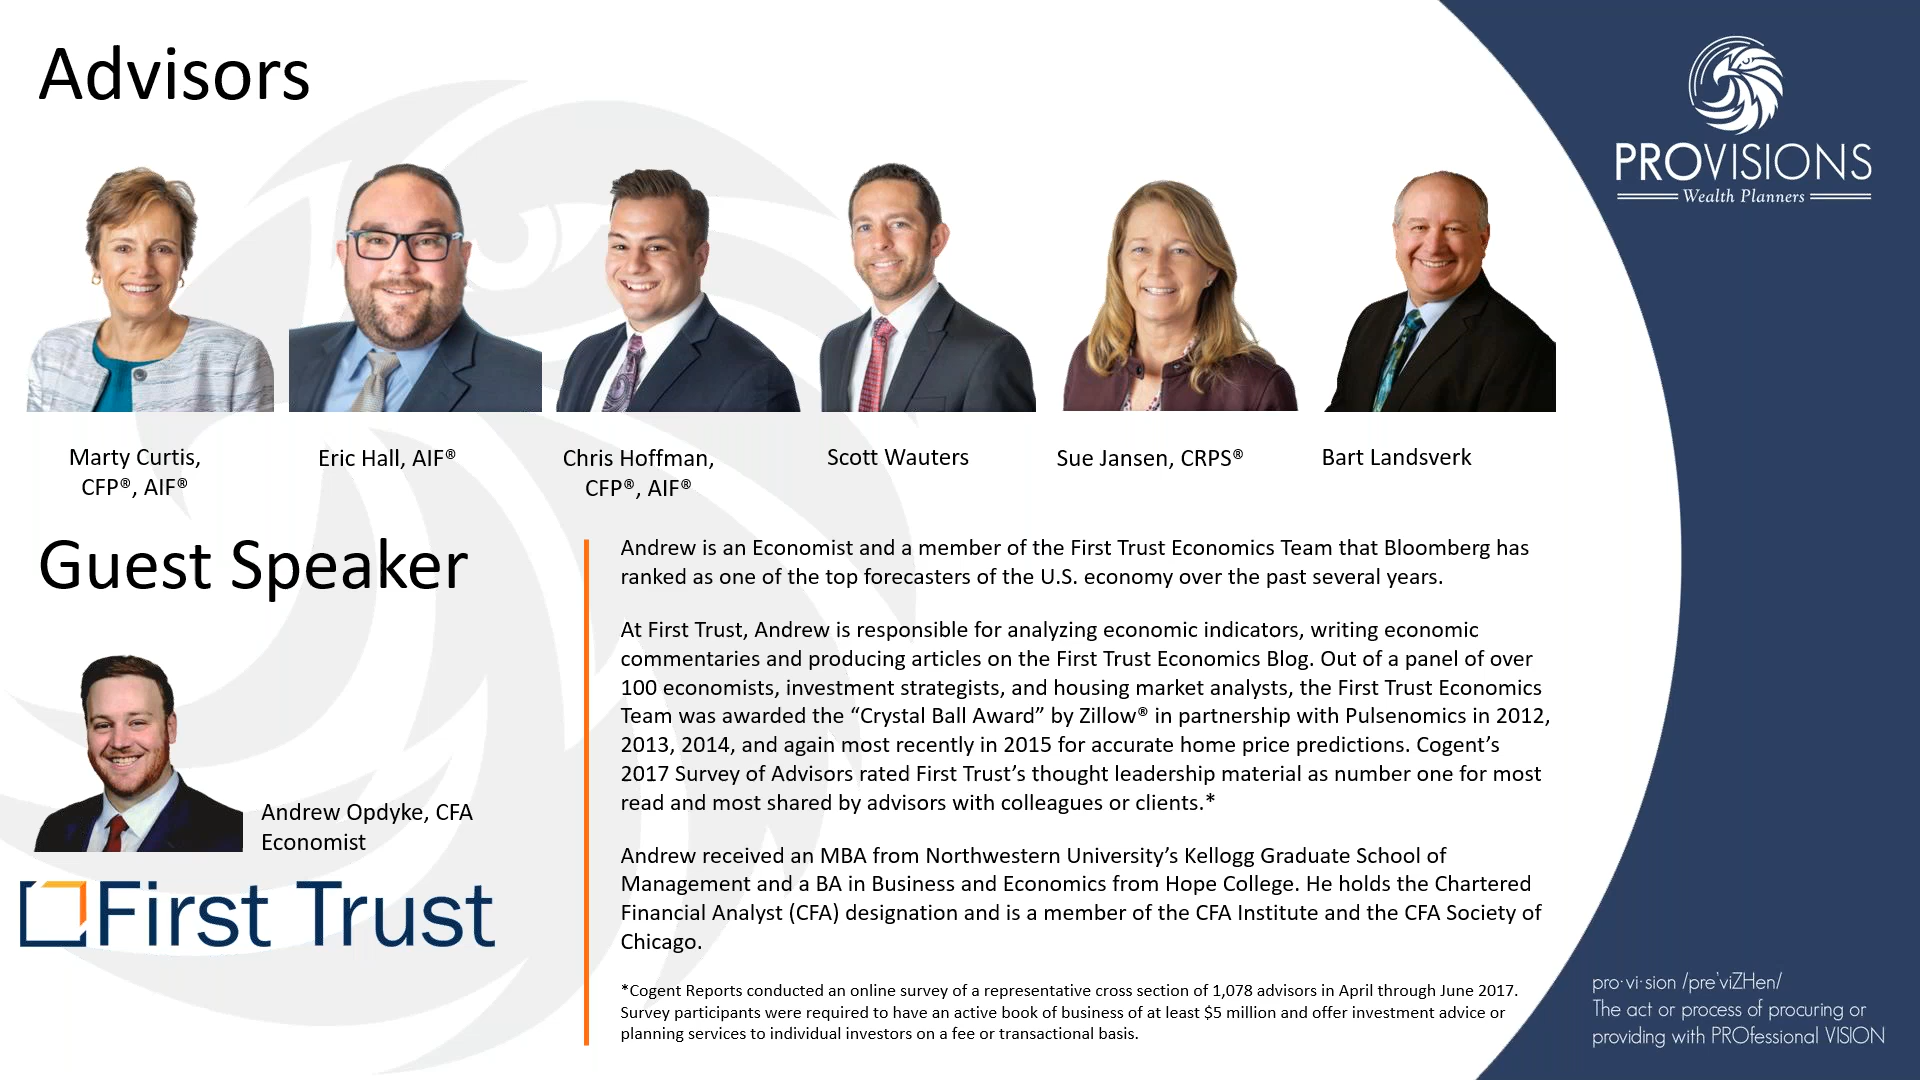 Advisors
PROVISIONS
Wealth Planners
Marty Curtis,
CFP®, AIF®
Eric Hall, AIF®
Chris Hoffman,
CFP®, AIF®
Scott Wauters
Sue Jansen, CRPS®
Bart Landsverk
Guest Speaker
Andrew Opdyke, CFA
Economist
First Trust
Andrew is an Economist and a member of the First Trust Economics Team that Bloomberg has
ranked as one of the top forecasters of the U.S. economy over the past several years.
At First Trust, Andrew is responsible for analyzing economic indicators, writing economic
commentaries and producing articles on the First Trust Economics Blog. Out of a panel of over
100 economists, investment strategists, and housing market analysts, the First Trust Economics
Team was awarded the “Crystal Ball Award” by Zillow® in partnership with Pulsenomics in 2012,
2013, 2014, and again most recently in 2015 for accurate home price predictions. Cogent’s
2017 Survey of Advisors rated First Trust’s thought leadership material as number one for most
read and most shared by advisors with colleagues or clients.*
Andrew received an MBA from Northwestern University’s Kellogg Graduate School of
Management and a BA in Business and Economics from Hope College. He holds the Chartered
Financial Analyst (CFA) designation and is a member of the CFA Institute and the CFA Society of
Chicago.
*Cogent Reports conducted an online survey of a representative cross section of 1,078 advisors in April through June 2017.
Survey participants were required to have an active book of business of at least $5 million and offer investment advice or
planning services to individual investors on a fee or transactional basis.
pro·vi·sion /pre'viZHen/
The act or process of procuring or
providing with PROfessional VISION